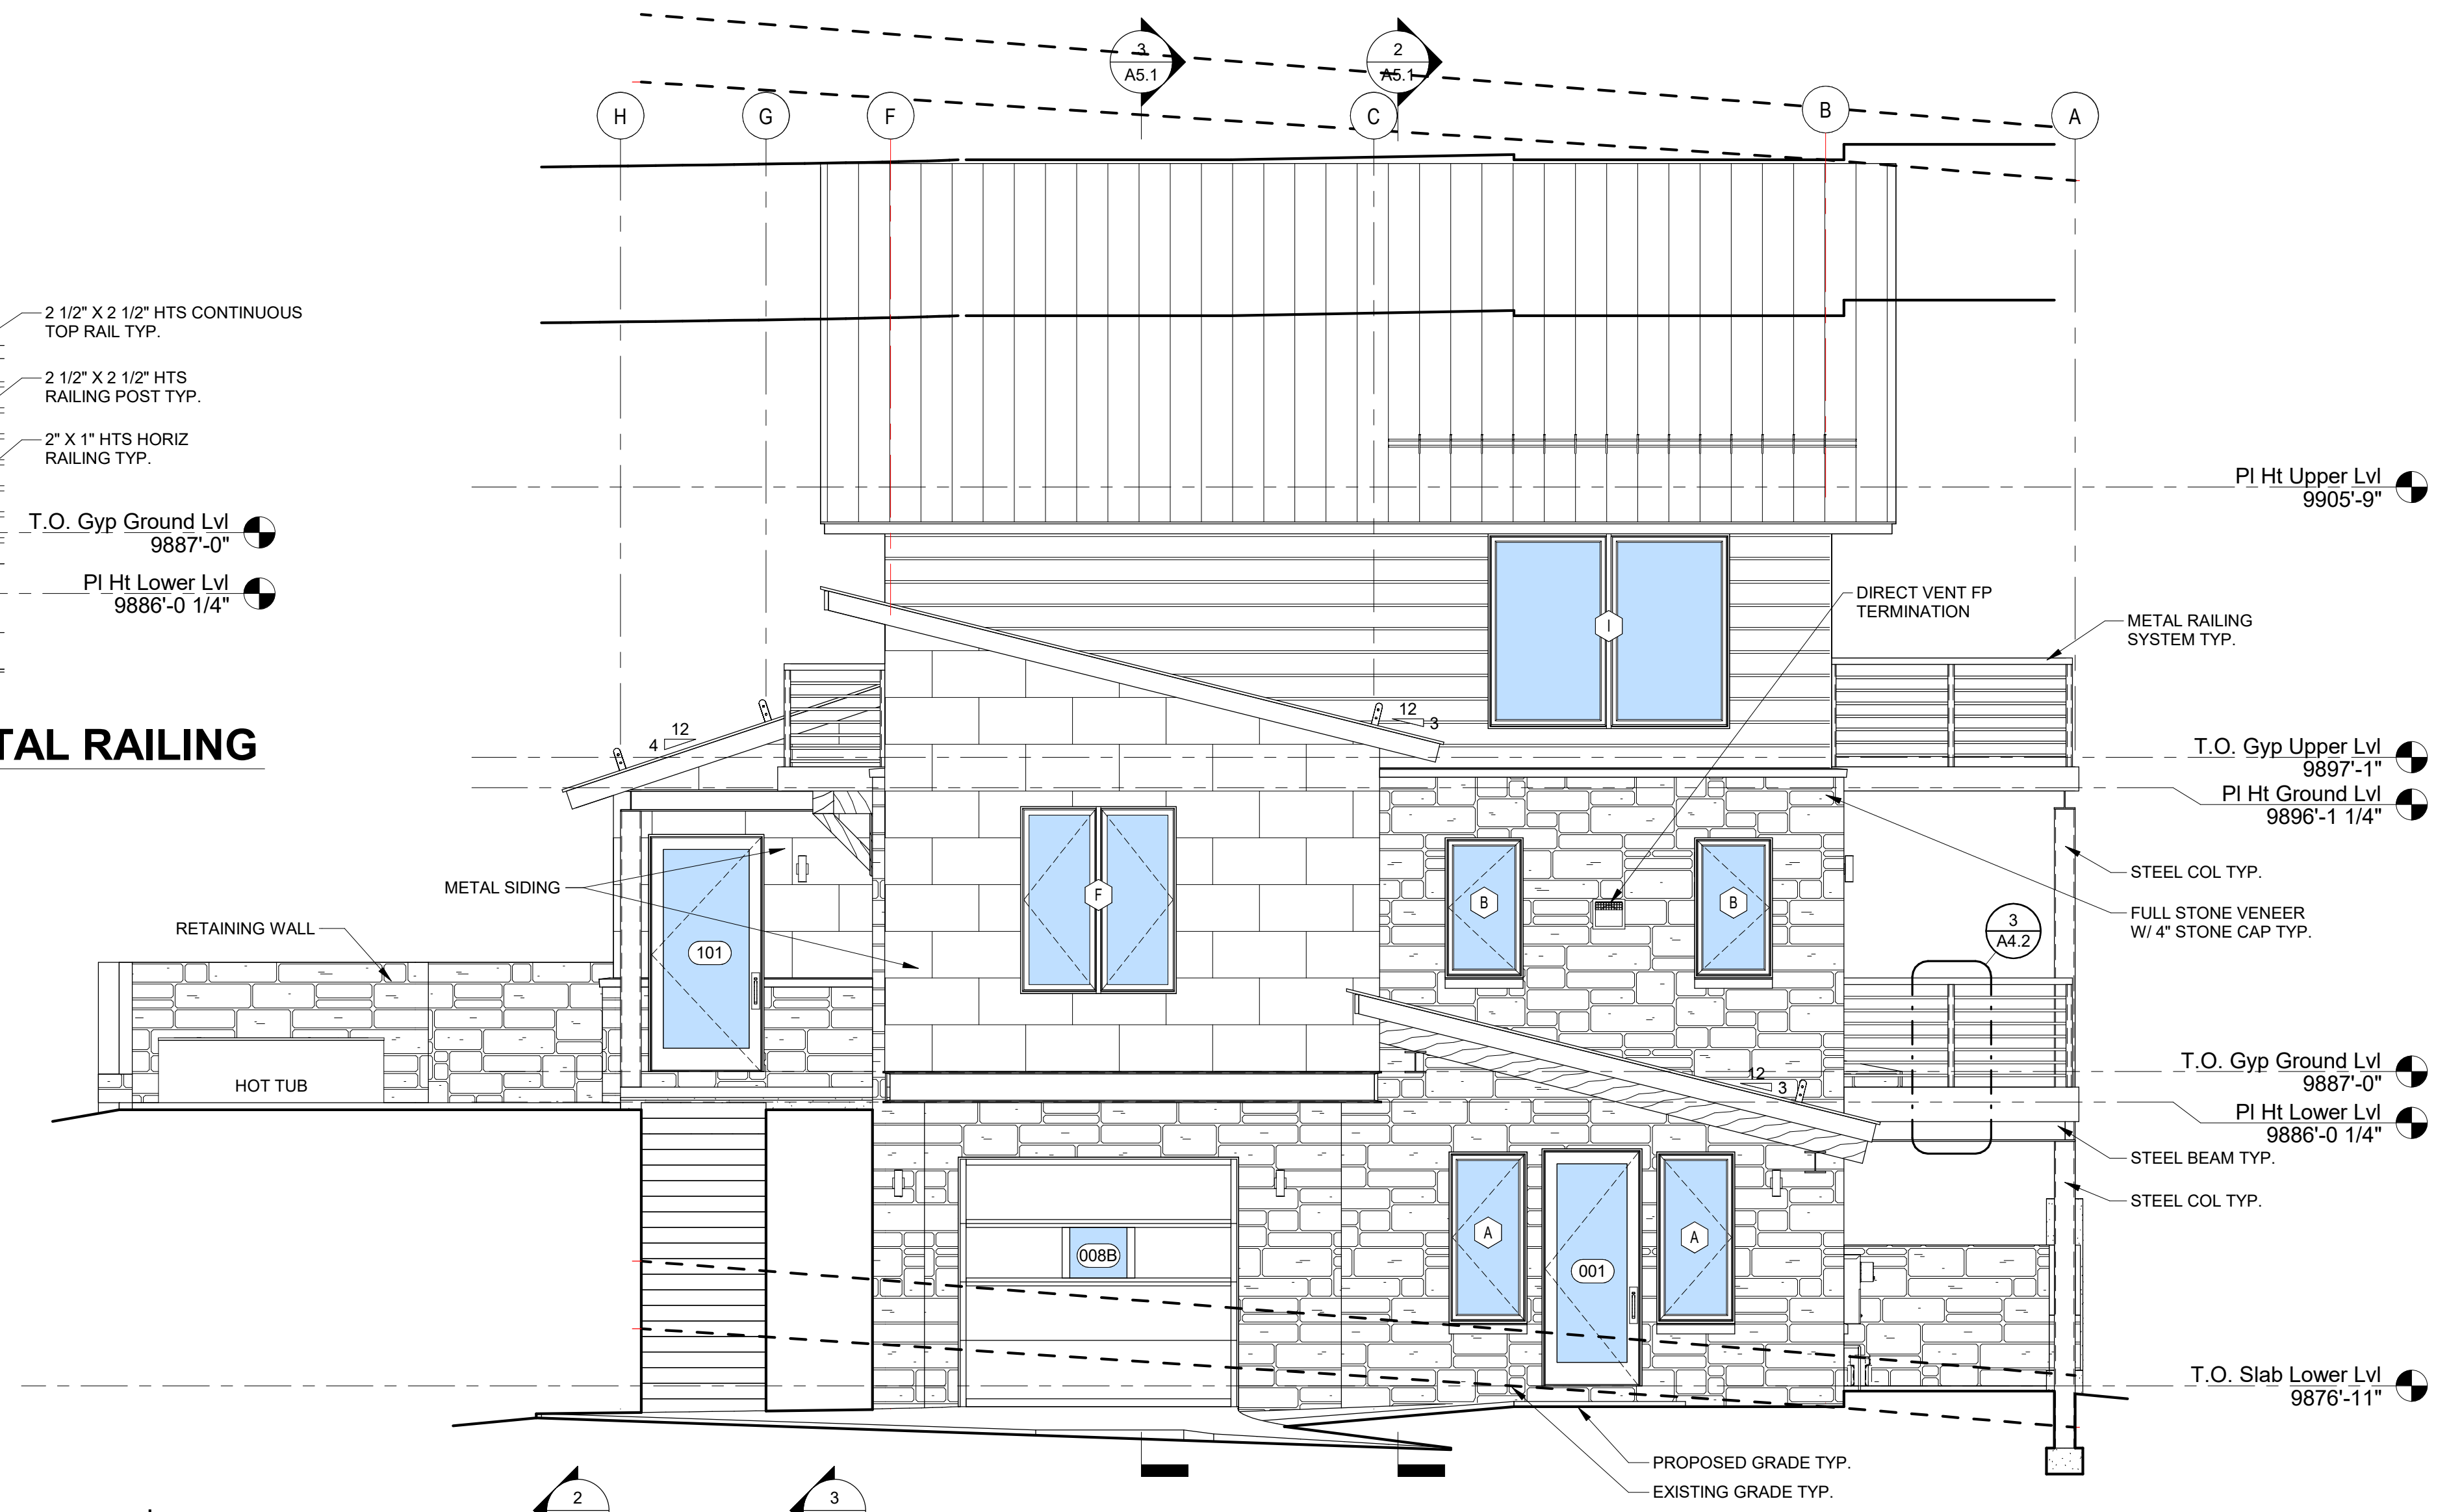 3
A5.1
2
A5.1
H
G
F
C
B
A
2 1/2" X 2 1/2" HTS CONTINUOUS
TOP RAIL TYP.
2 1/2" X 2 1/2" HTS
RAILING POST TYP.
2" X 1" HTS HORIZ
RAILING TYP.
T.O. Gyp Ground Lvl
9887'-0"
Pl Ht Lower Lvl
9886'-0 1/4"
TAL RAILING
Pl Ht Upper Lvl
9905'-9"
DIRECT VENT FP
TERMINATION
METAL RAILING
SYSTEM TYP.
I
12
4
12
3
T.O. Gyp Upper Lvl
9897'-1"
Pl Ht Ground Lvl
9896'-1 1/4"
STEEL COL TYP.
METAL SIDING
F
B
B
FULL STONE VENEER
W/ 4" STONE CAP TYP.
RETAINING WALL
101
3
A4.2
HOT TUB
12
3
T.O. Gyp Ground Lvl
9887'-0"
Pl Ht Lower Lvl
9886'-0 1/4"
STEEL BEAM TYP.
STEEL COL TYP.
A
A
008B
001
T.O. Slab Lower Lvl
9876'-11"
PROPOSED GRADE TYP.
EXISTING GRADE TYP.
2
3